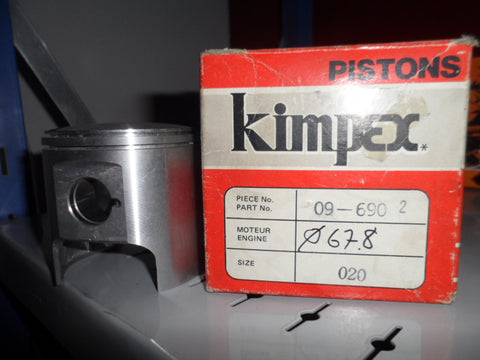 PISTONS
Kimpex*
PIECE No.
PART No.
09-690 2
MOTEUR
ENGINE
Ø67.8
SIZE
020